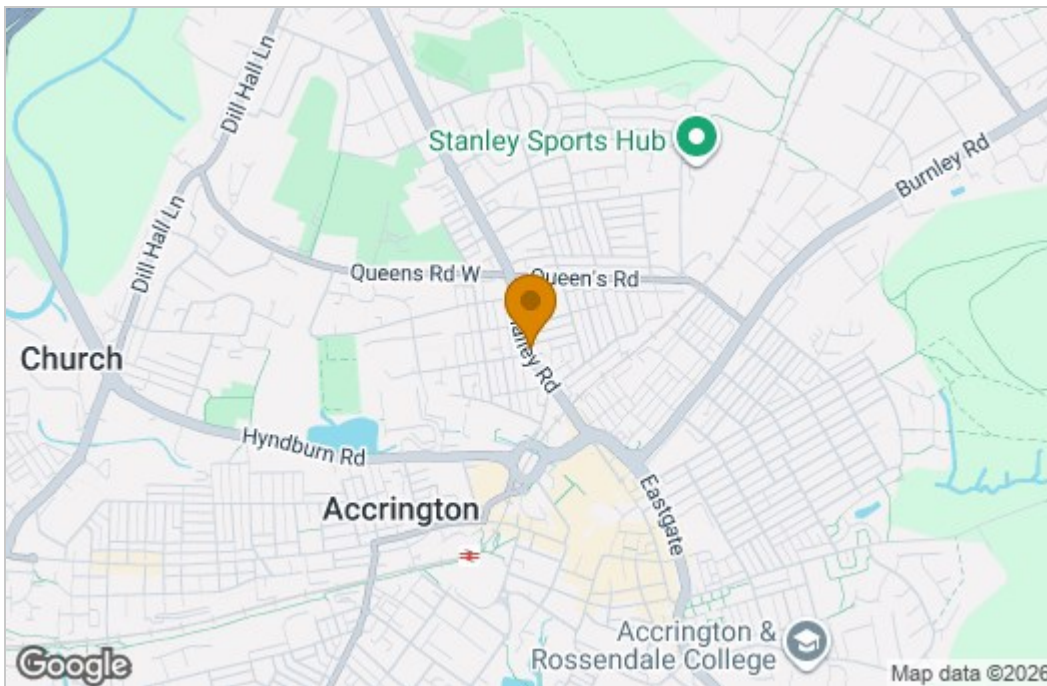 Dill Hall Ln
Stanley Sports Hub
Burnley Rd
Dill Hall Ln
Queens Rd W
Queen's Rd
Rd
Church
Hyndburn Rd
Accrington
Eastgate
Accrington &
Rossendale College
Google
Map data ©2026